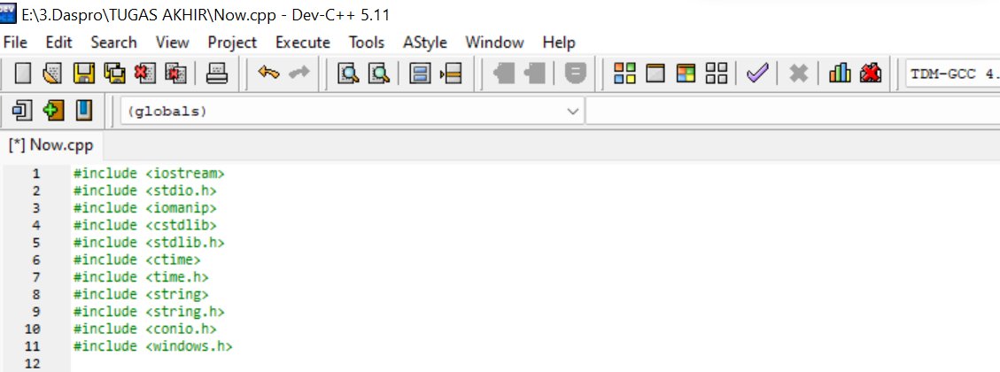 DEV
E:\3.Daspro\TUGAS AKHIR\Now.cpp - Dev-C++ 5.11
File Edit Search View Project Execute Tools AStyle Window Help
TDM-GCC 4.
(globals)
[*] Now.cpp
1 #include <iostream>
2 #include <stdio.h>
3 #include <iomanip>
4 #include <cstdlib>
5 #include <stdlib.h>
6 #include <ctime>
7 #include <time.h>
8 #include <string>
9 #include <string.h>
10 #include <conio.h>
11 #include <windows.h>
12